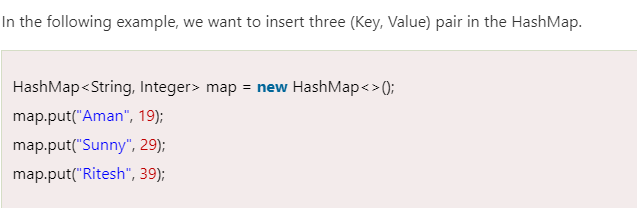 In the following example, we want to insert three (Key, Value) pair in the HashMap.
HashMap<String, Integer> map = new HashMap<>();
map.put("Aman", 19);
map.put("Sunny", 29);
map.put("Ritesh", 39);